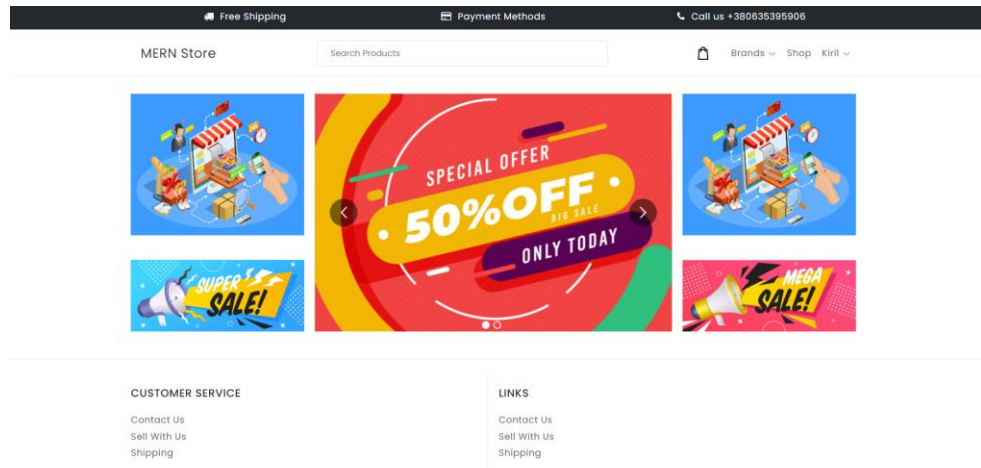 Free Shipping Payment Methods Call us +380635395906
MERN Store Search Products Brands Shop Kiril
SPECIAL OFFER
50%OFF
BIG SALE
ONLY TODAY
SUPER
SALE!
MEGA
SALE!
CUSTOMER SERVICE
Contact Us
Sell With Us
Shipping
LINKS
Contact Us
Sell With Us
Shipping